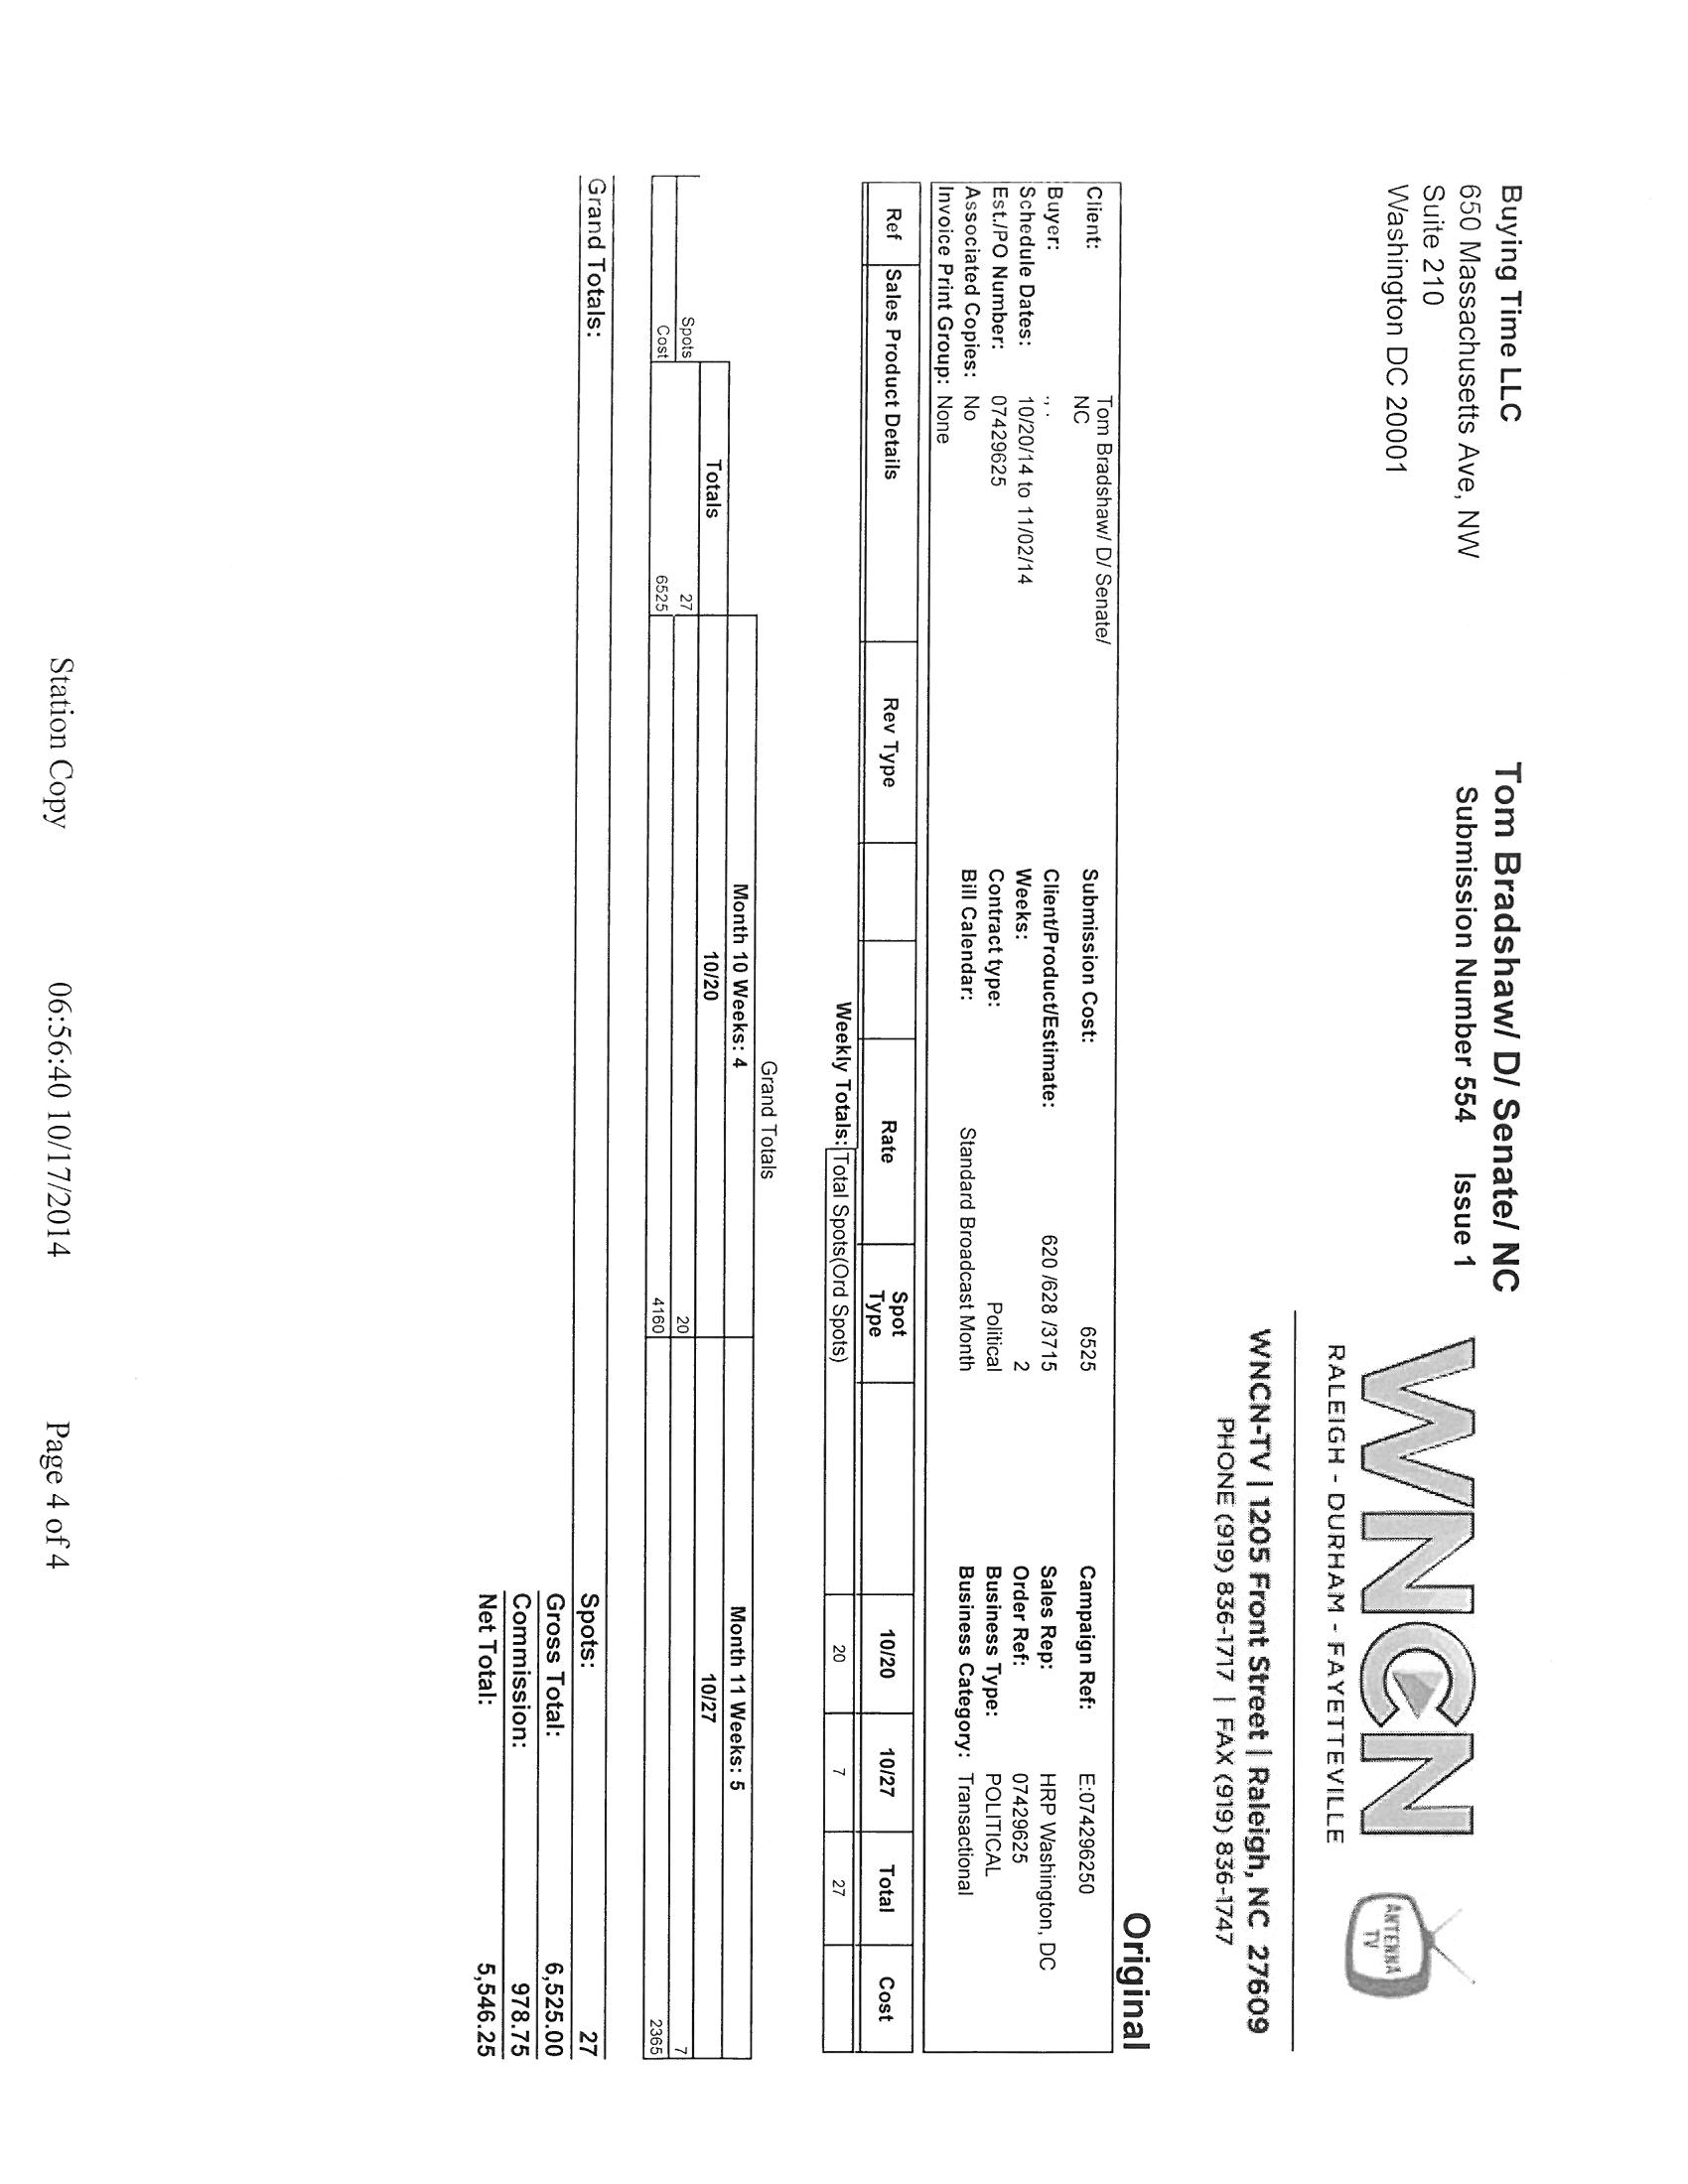 Buying Time LLC
650 Massachusetts Ave, NW
Suite 210
Washington DC 20001
Tom Bradshaw/ D/ Senate/ NC
Submission Number 554 Issue 1
WNCN
RALEIGH - DURHAM - FAYETTEVILLE
ANTENNA
TV
WNCN-TV | 1205 Front Street | Raleigh, NC 27609
PHONE (919) 836-1717 | FAX (919) 836-1747
Original
Client: Tom Bradshaw/ D/ Senate/ Submission Cost: 6525 Campaign Ref: E:074296250
NC
Buyer: ., . Client/Product/Estimate: 620 /628 /3715 Sales Rep: HRP Washington, DC
Schedule Dates: 10/20/14 to 11/02/14 Weeks: 2 Order Ref: 07429625
Est./PO Number: 07429625 Contract type: Political Business Type: POLITICAL
Associated Copies: No Bill Calendar: Standard Broadcast Month Business Category: Transactional
Invoice Print Group: None
Ref Sales Product Details Rev Type Rate Spot Type 10/20 10/27 Total Cost
Weekly Totals: Total Spots(Ord Spots) 20 7 27
Grand Totals
Month 10 Weeks: 4 Month 11 Weeks: 5
Totals 10/20 10/27
Spots 27 20 7
Cost 6525 4160 2365
Grand Totals: Spots: 27
Gross Total: 6,525.00
Commission: 978.75
Net Total: 5,546.25
Station Copy 06:56:40 10/17/2014 Page 4 of 4